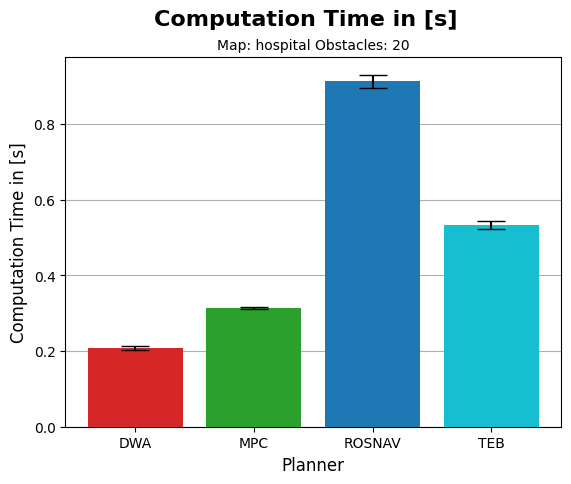 Computation Time in [s]
Map: hospital Obstacles: 20
Computation Time in [s]
0.8
0.6
0.4
0.2
0.0
DWA MPC ROSNAV TEB
Planner